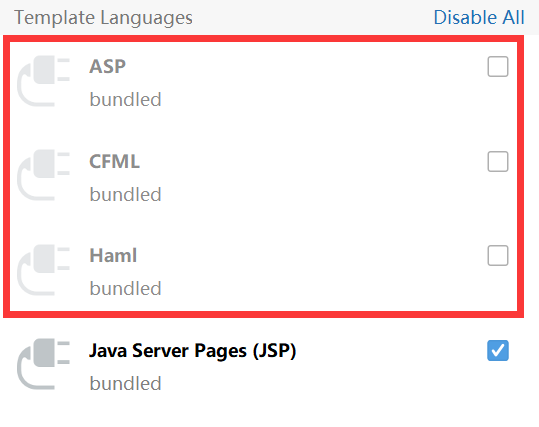 Template Languages Disable All
ASP
bundled
CFML
bundled
Haml
bundled
Java Server Pages (JSP)
bundled